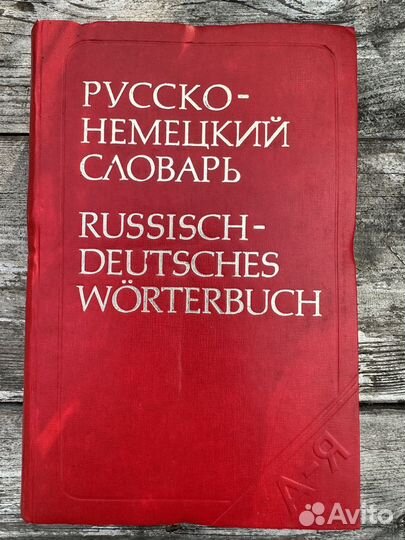 РУССКО-
НЕМЕЦКИЙ
СЛОВАРЬ
RUSSISCH-
DEUTSCHES
WÖRTERBUCH
А-Я
Avito